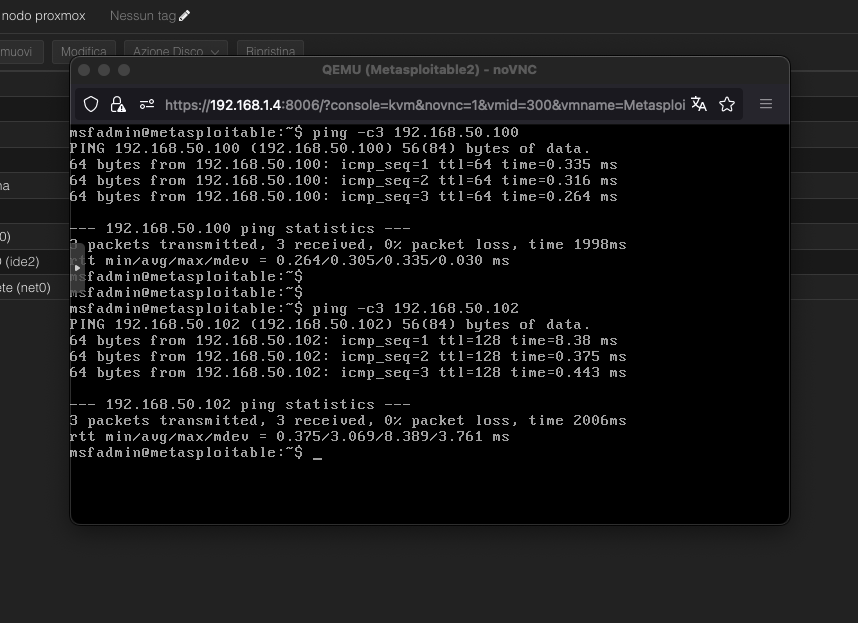 nodo proxmox
Nessun tag
muovi
Modifica
Azione Disco
Ripristina
QEMU (Metasploitable2) - noVNC
https://192.168.1.4:8006/?console=kvm&novnc=1&vmid=300&vmname=Metasploi
msfadmin@metasploitable:~$ ping -c3 192.168.50.100
PING 192.168.50.100 (192.168.50.100) 56(84) bytes of data.
64 bytes from 192.168.50.100: icmp_seq=1 ttl=64 time=0.335 ms
64 bytes from 192.168.50.100: icmp_seq=2 ttl=64 time=0.316 ms
64 bytes from 192.168.50.100: icmp_seq=3 ttl=64 time=0.264 ms
na
--- 192.168.50.100 ping statistics ---
0)
3 packets transmitted, 3 received, 0% packet loss, time 1998ms
(ide2)
rtt min/avg/max/mdev = 0.264/0.305/0.335/0.030 ms
msfadmin@metasploitable:~$
ete (net0)
msfadmin@metasploitable:~$
msfadmin@metasploitable:~$ ping -c3 192.168.50.102
PING 192.168.50.102 (192.168.50.102) 56(84) bytes of data.
64 bytes from 192.168.50.102: icmp_seq=1 ttl=128 time=8.38 ms
64 bytes from 192.168.50.102: icmp_seq=2 ttl=128 time=0.375 ms
64 bytes from 192.168.50.102: icmp_seq=3 ttl=128 time=0.443 ms
--- 192.168.50.102 ping statistics ---
3 packets transmitted, 3 received, 0% packet loss, time 2006ms
rtt min/avg/max/mdev = 0.375/3.069/8.389/3.761 ms
msfadmin@metasploitable:~$ _